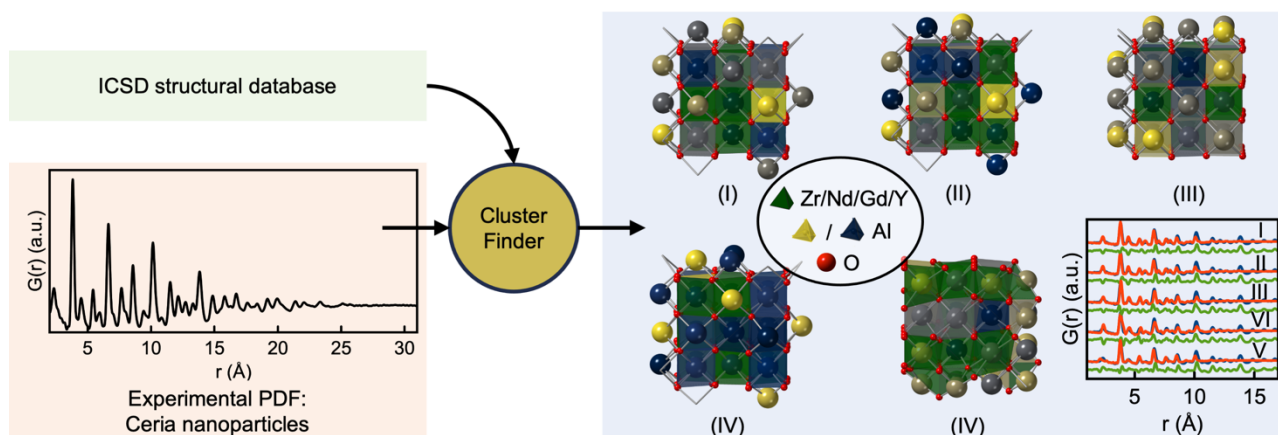 ICSD structural database
G(r) (a.u.)
5 10 15 20 25 30
r (Å)
Experimental PDF:
Ceria nanoparticles
Cluster
Finder
(I)
(II)
(III)
Zr/Nd/Gd/Y
/ Al
O
(IV)
(IV)
G(r) (a.u.)
I
II
III
VI
V
5 10 15
r (Å)